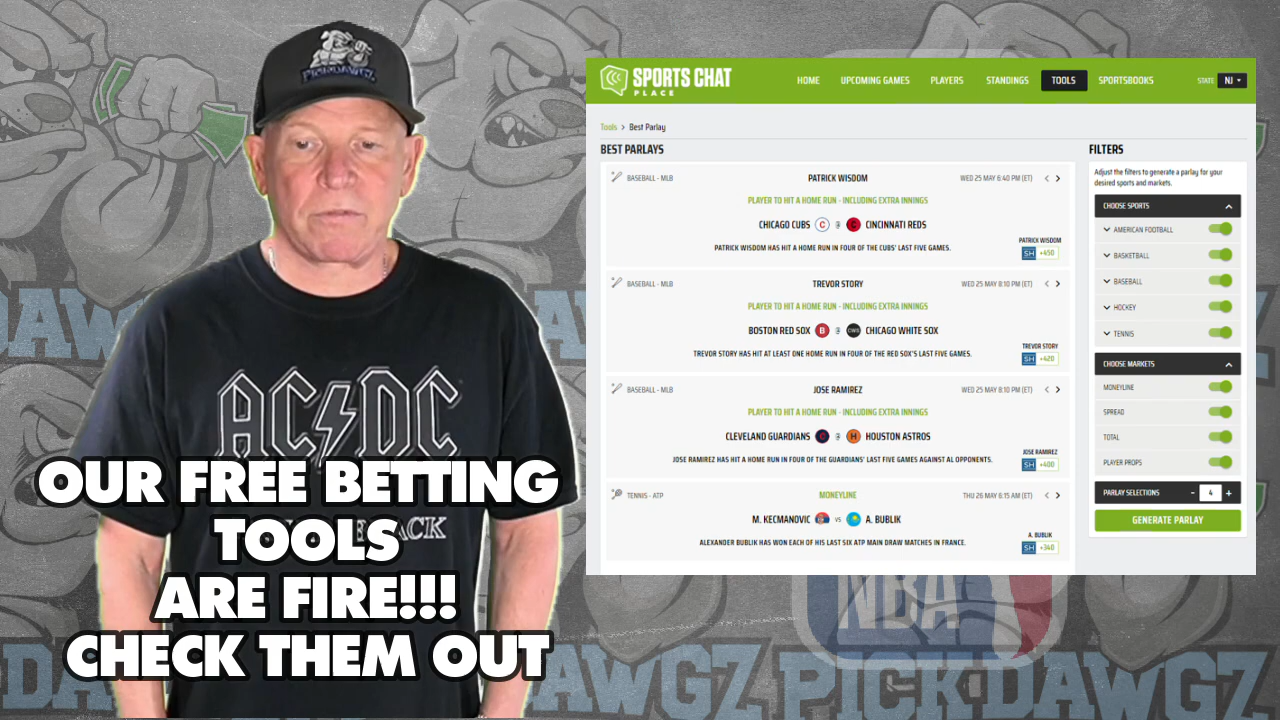 PICKDAWGZ
AC/DC
BACK
OUR FREE BETTING
TOOLS
ARE FIRE!!!
CHECK THEM OUT
SPORTS CHAT
PLACE
HOME
UPCOMING GAMES
PLAYERS
STANDINGS
TOOLS
SPORTSBOOKS
STATE
NJ
Tools > Best Parlay
BEST PARLAYS
BASEBALL - MLB
PATRICK WISDOM
WED 25 MAY 6:40 PM (ET)
PLAYER TO HIT A HOME RUN - INCLUDING EXTRA INNINGS
CHICAGO CUBS C @ C CINCINNATI REDS
PATRICK WISDOM HAS HIT A HOME RUN IN FOUR OF THE CUBS' LAST FIVE GAMES.
PATRICK WISDOM
SH +450
BASEBALL - MLB
TREVOR STORY
WED 25 MAY 8:10 PM (ET)
PLAYER TO HIT A HOME RUN - INCLUDING EXTRA INNINGS
BOSTON RED SOX B @ CWS CHICAGO WHITE SOX
TREVOR STORY HAS HIT AT LEAST ONE HOME RUN IN FOUR OF THE RED SOX'S LAST FIVE GAMES.
TREVOR STORY
SH +420
BASEBALL - MLB
JOSE RAMIREZ
WED 25 MAY 8:10 PM (ET)
PLAYER TO HIT A HOME RUN - INCLUDING EXTRA INNINGS
CLEVELAND GUARDIANS C @ H HOUSTON ASTROS
JOSE RAMIREZ HAS HIT A HOME RUN IN FOUR OF THE GUARDIANS' LAST FIVE GAMES AGAINST AL OPPONENTS.
JOSE RAMIREZ
SH +400
TENNIS - ATP
MONEYLINE
THU 26 MAY 6:15 AM (ET)
M. KECMANOVIC VS A. BUBLIK
ALEXANDER BUBLIK HAS WON EACH OF HIS LAST SIX ATP MAIN DRAW MATCHES IN FRANCE.
A. BUBLIK
SH +340
FILTERS
Adjust the filters to generate a parlay for your
desired sports and markets.
CHOOSE SPORTS
AMERICAN FOOTBALL
BASKETBALL
BASEBALL
HOCKEY
TENNIS
CHOOSE MARKETS
MONEYLINE
SPREAD
TOTAL
PLAYER PROPS
PARLAY SELECTIONS - 4 +
GENERATE PARLAY
NBA
PICKDAWGZ